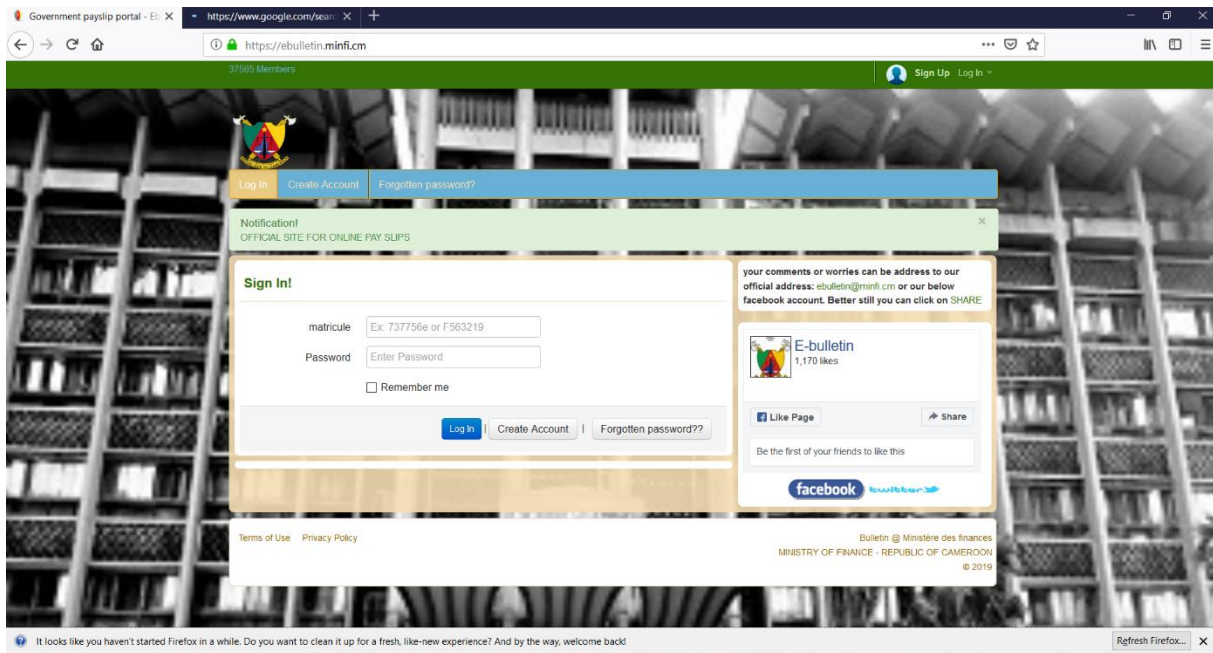 Government payslip portal - Eb
https://www.google.com/searc
https://ebulletin.minfi.cm
37565 Members
Sign Up Log In
Log In Create Account Forgotten password?
Notification!
OFFICIAL SITE FOR ONLINE PAY SLIPS
Sign In!
matricule Ex: 737756e or F563219
Password Enter Password
Remember me
Log In | Create Account | Forgotten password??
your comments or worries can be address to our
official address: ebulletin@minfi.cm or our below
facebook account. Better still you can click on SHARE
E-bulletin
1,170 likes
Like Page Share
Be the first of your friends to like this
facebook twitter
Terms of Use Privacy Policy
Bulletin @ Ministère des finances
MINISTRY OF FINANCE - REPUBLIC OF CAMEROON
© 2019
It looks like you haven't started Firefox in a while. Do you want to clean it up for a fresh, like-new experience? And by the way, welcome back!
Refresh Firefox...